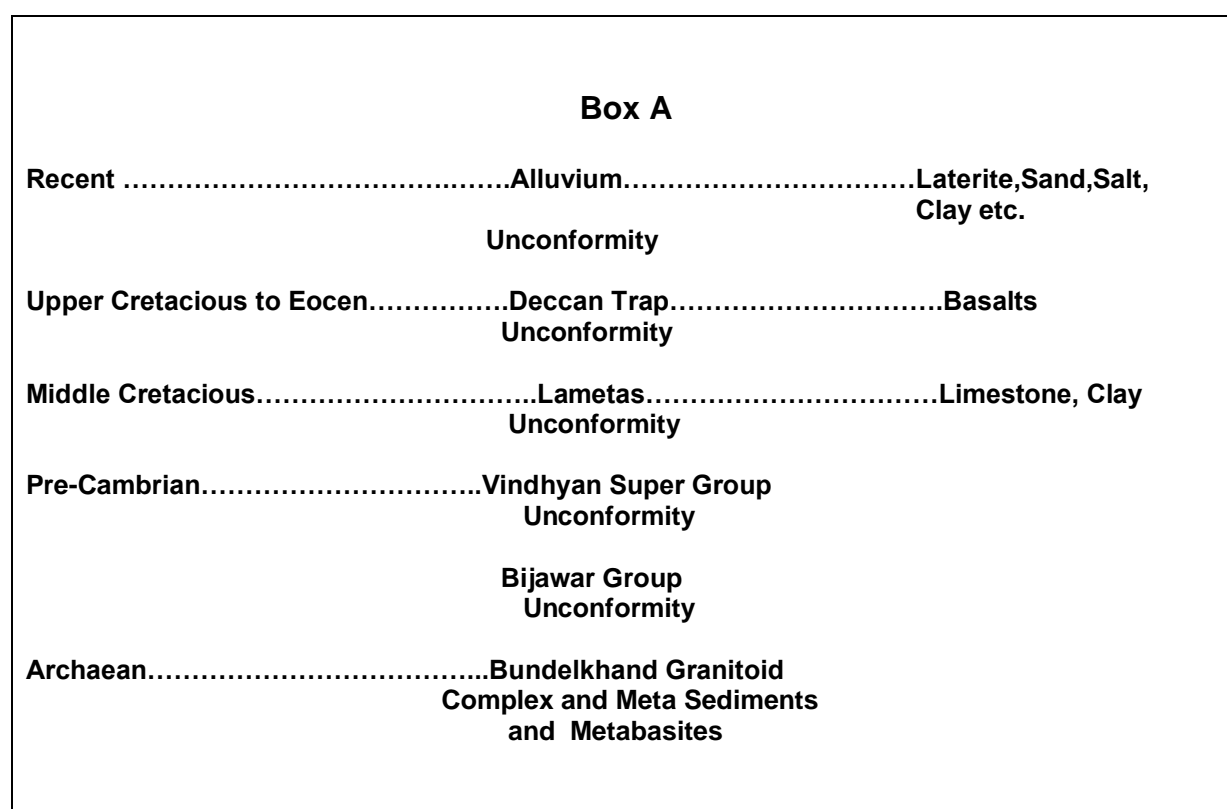 Box A
Recent ……………………………….…….Alluvium……………………………Laterite,Sand,Salt,
Clay etc.
Unconformity
Upper Cretacious to Eocen…………….Deccan Trap……………………….Basalts
Unconformity
Middle Cretacious…………………………..Lametas……………………………Limestone, Clay
Unconformity
Pre-Cambrian…………………………..Vindhyan Super Group
Unconformity
Bijawar Group
Unconformity
Archaean………………………………...Bundelkhand Granitoid
Complex and Meta Sediments
and Metabasites